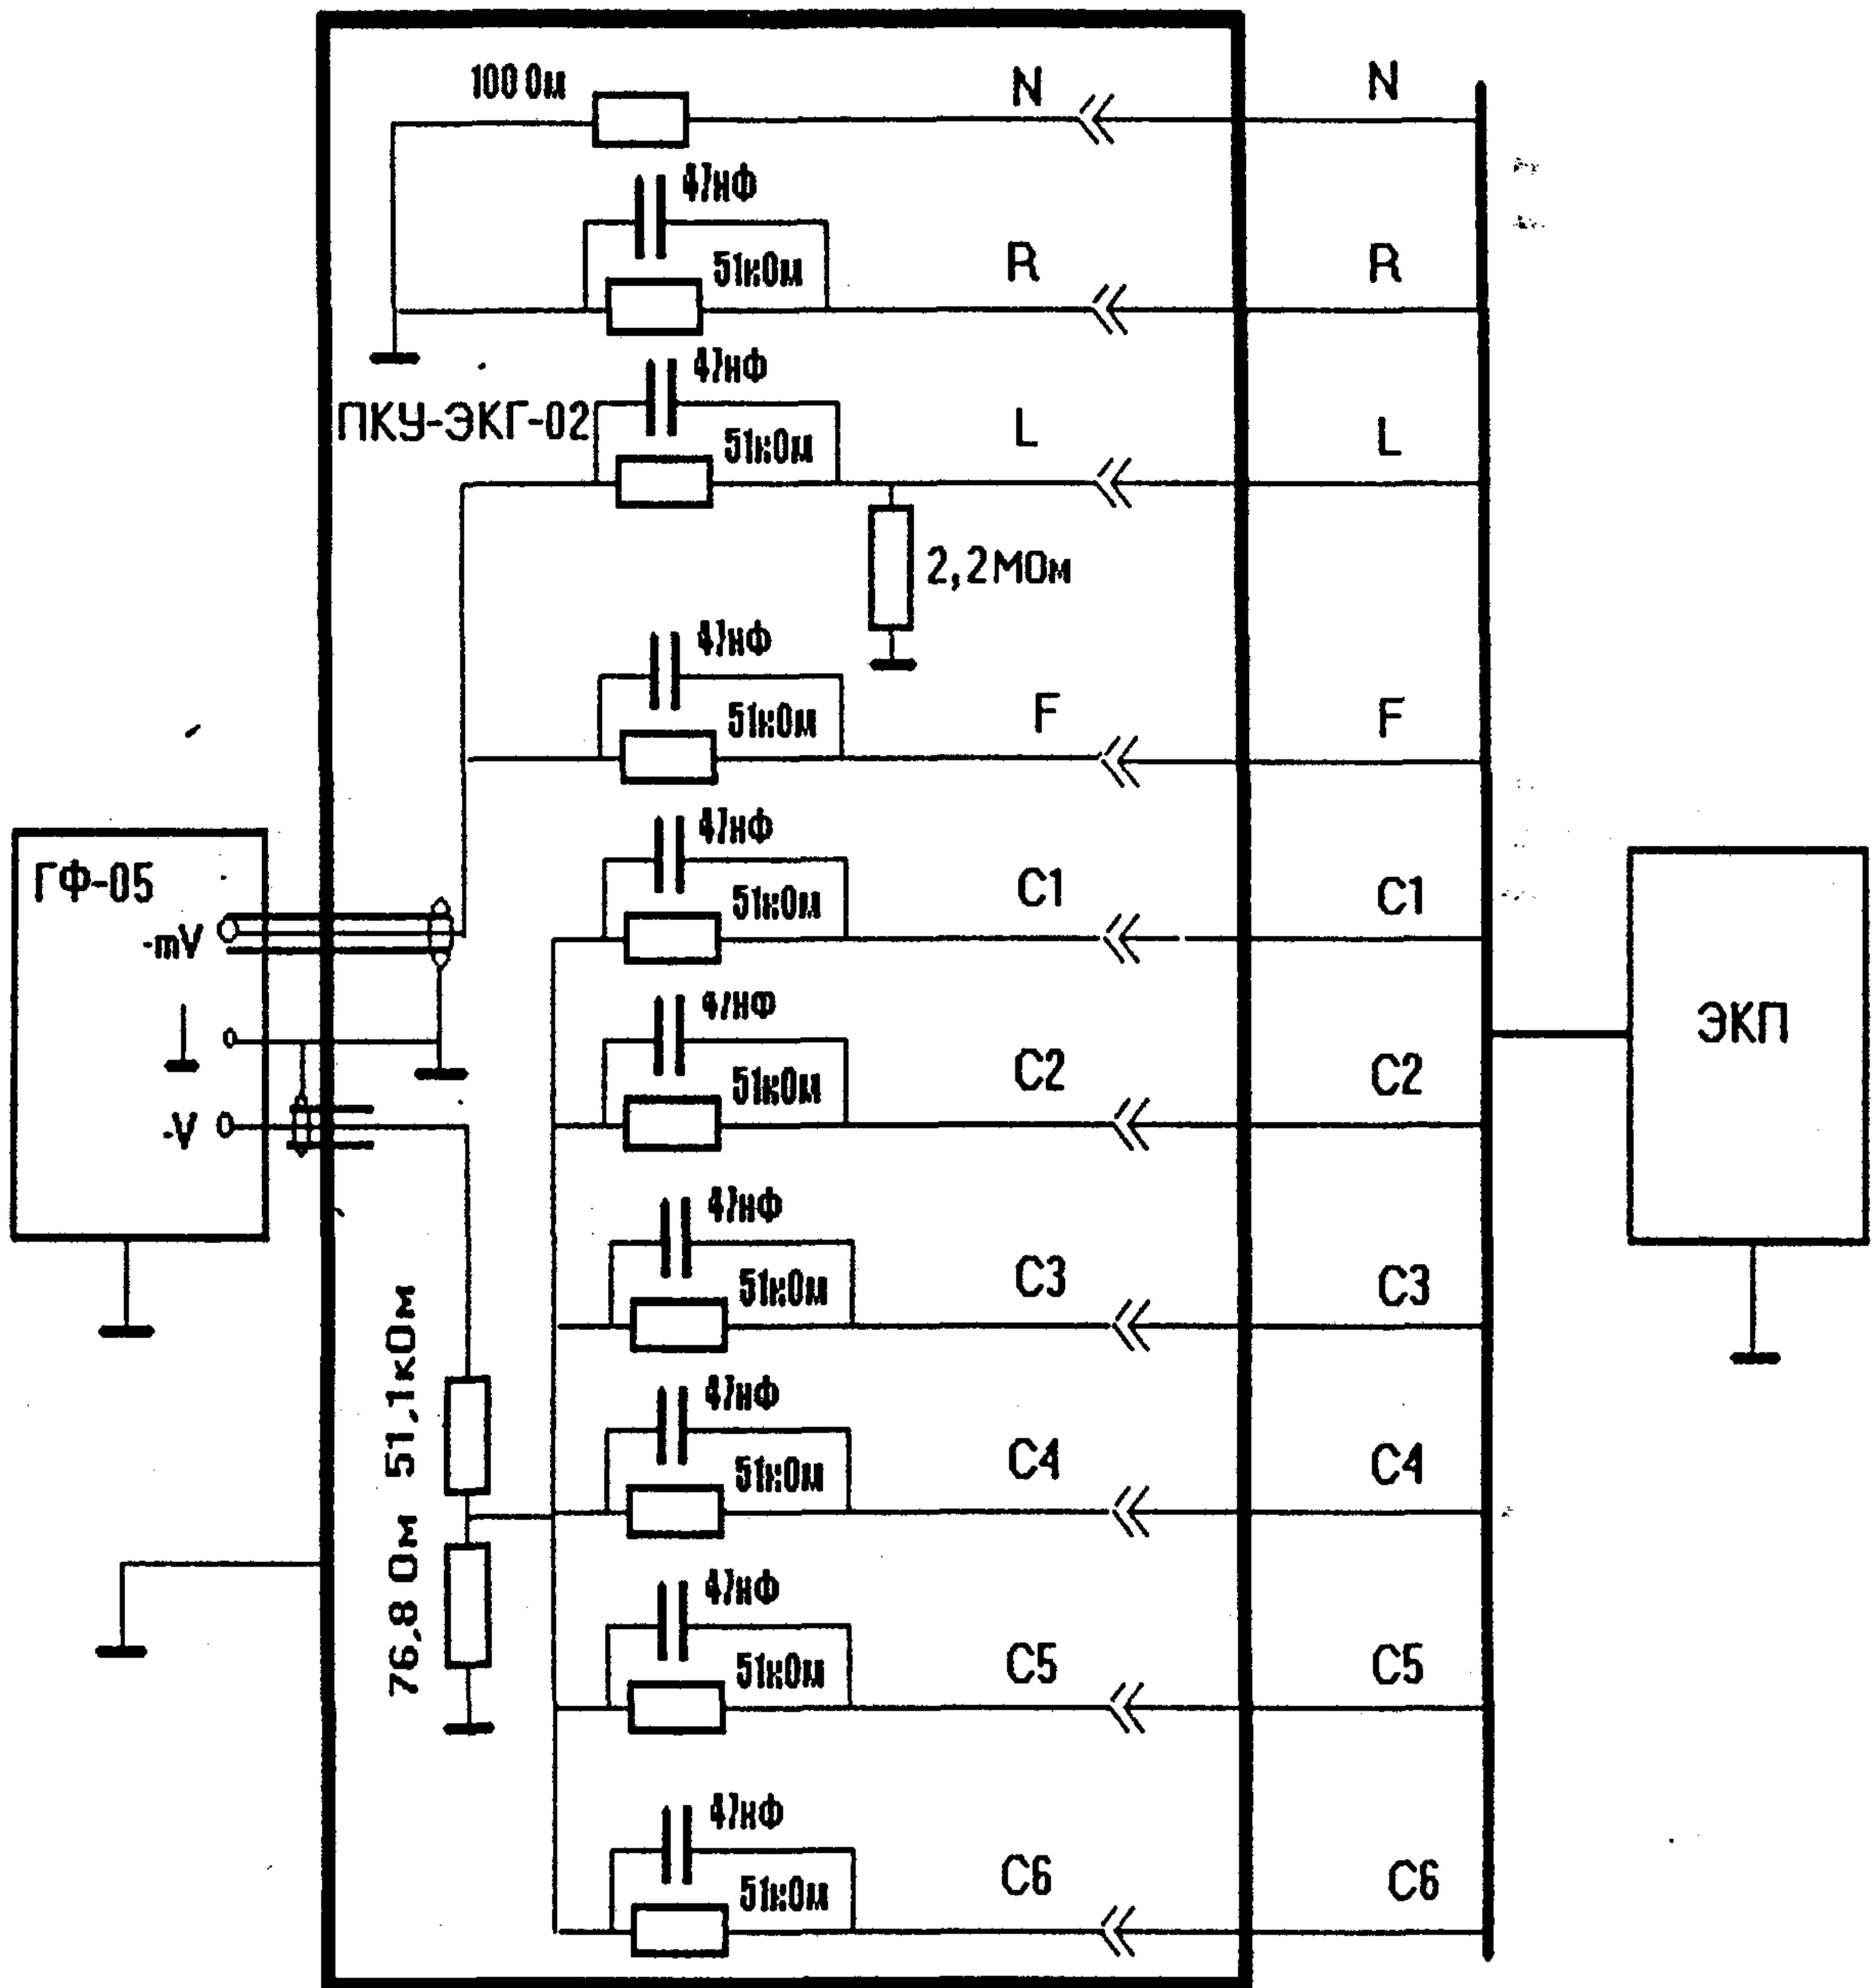 100 Ом
N
N
47нФ
51кОм
R
R
47нФ
ПКУ-ЭКГ-02
51кОм
L
L
2,2МОм
47нФ
51кОм
F
F
47нФ
ГФ-05
51кОм
C1
C1
-mV
47нФ
51кОм
C2
C2
ЭКП
-V
47нФ
51кОм
C3
C3
51,1кОм
47нФ
51кОм
C4
C4
76,8 Ом
47нФ
51кОм
C5
C5
47нФ
51кОм
C6
C6